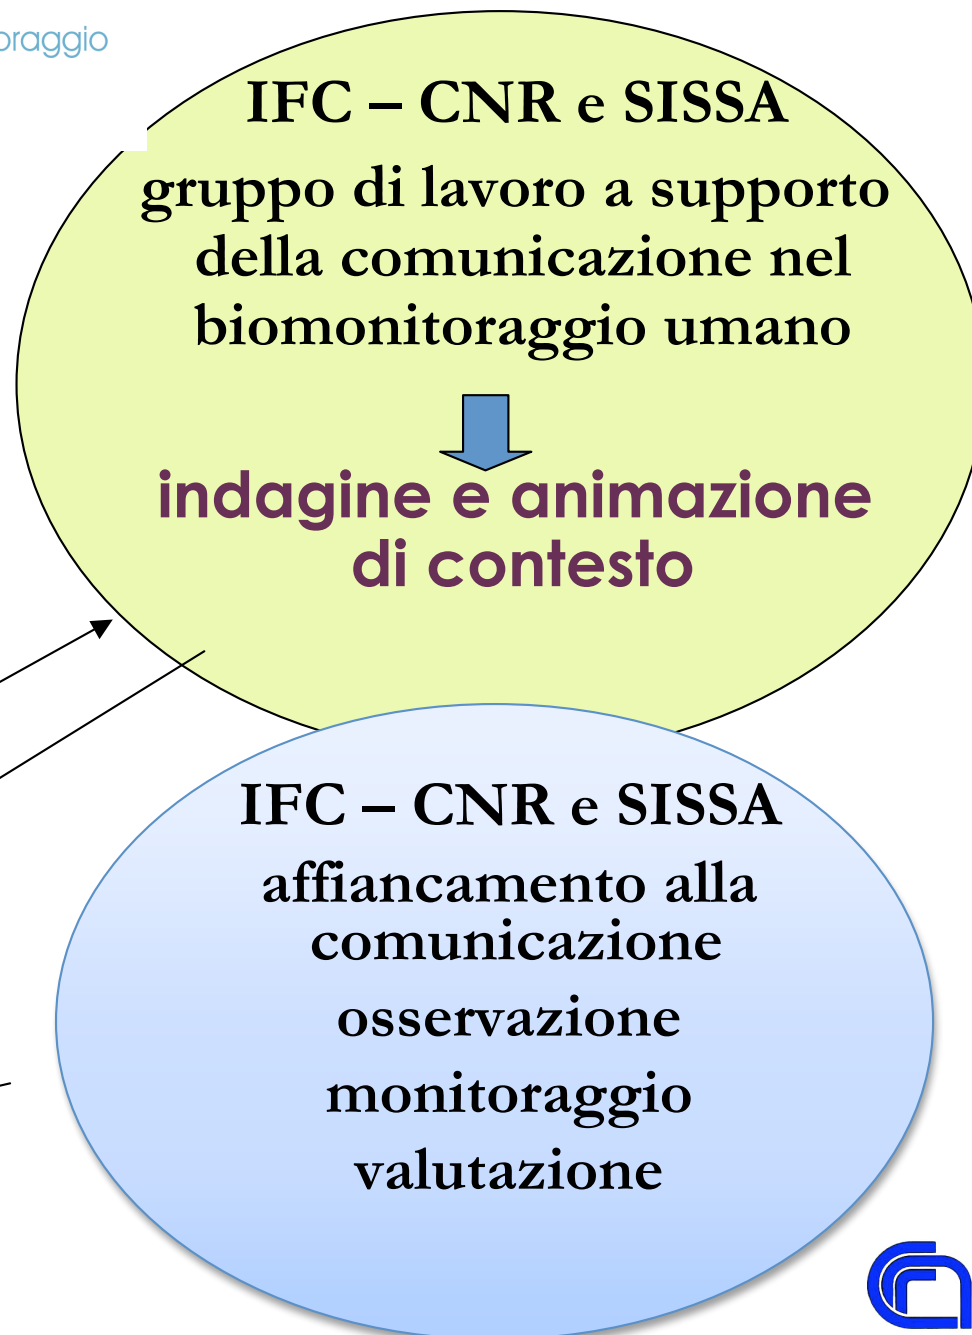 oraggio
IFC – CNR e SISSA
gruppo di lavoro a supporto
della comunicazione nel
biomonitoraggio umano
indagine e animazione
di contesto
IFC – CNR e SISSA
affiancamento alla
comunicazione
osservazione
monitoraggio
valutazione